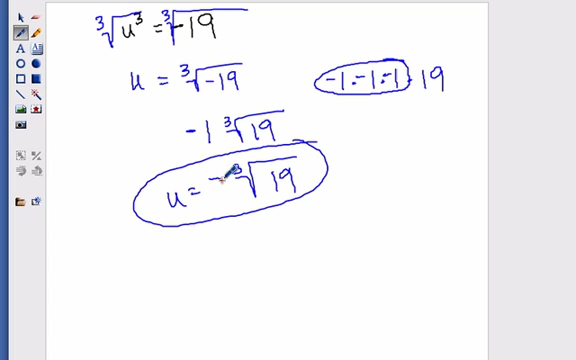 ∛u³ = ∛-19
u = ∛-19 -1·-1·-1·19
-1 ∛19
u = -∛19